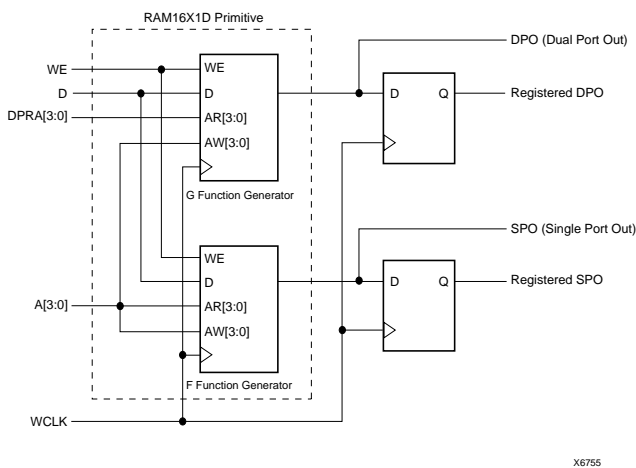 RAM16X1D Primitive
DPO (Dual Port Out)
WE
WE
D
D
D
Q
Registered DPO
DPRA[3:0]
AR[3:0]
AW[3:0]
G Function Generator
SPO (Single Port Out)
WE
D
D
Q
Registered SPO
A[3:0]
AR[3:0]
AW[3:0]
F Function Generator
WCLK
X6755